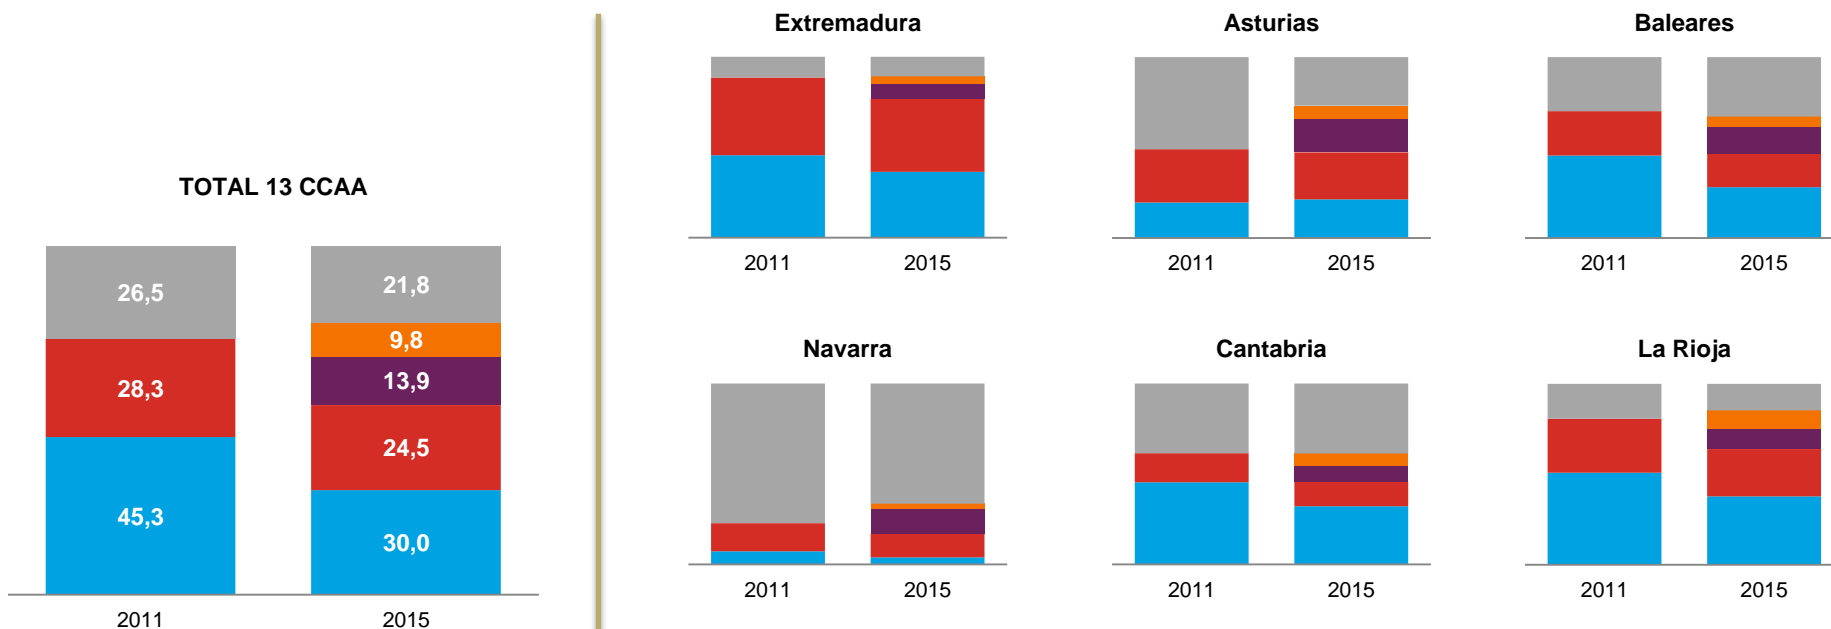 TOTAL 13 CCAA
26,5
28,3
45,3
2011
21,8
9,8
13,9
24,5
30,0
2015
Extremadura
2011 2015
Asturias
2011 2015
Baleares
2011 2015
Navarra
2011 2015
Cantabria
2011 2015
La Rioja
2011 2015